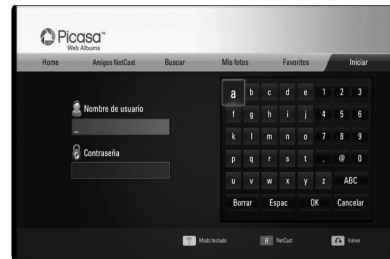 Picasa™
Web Albums
Home Amigos NetCast Buscar Mis fotos Favoritos Iniciar
Nombre de usuario
_
Contraseña
a b c d e 1 2 3
f g h i j 4 5 6
k l m n o 7 8 9
p q r s t . @ 0
u v w x y z ABC
Borrar Espac OK Cancelar
Modo teclado NetCast Volver